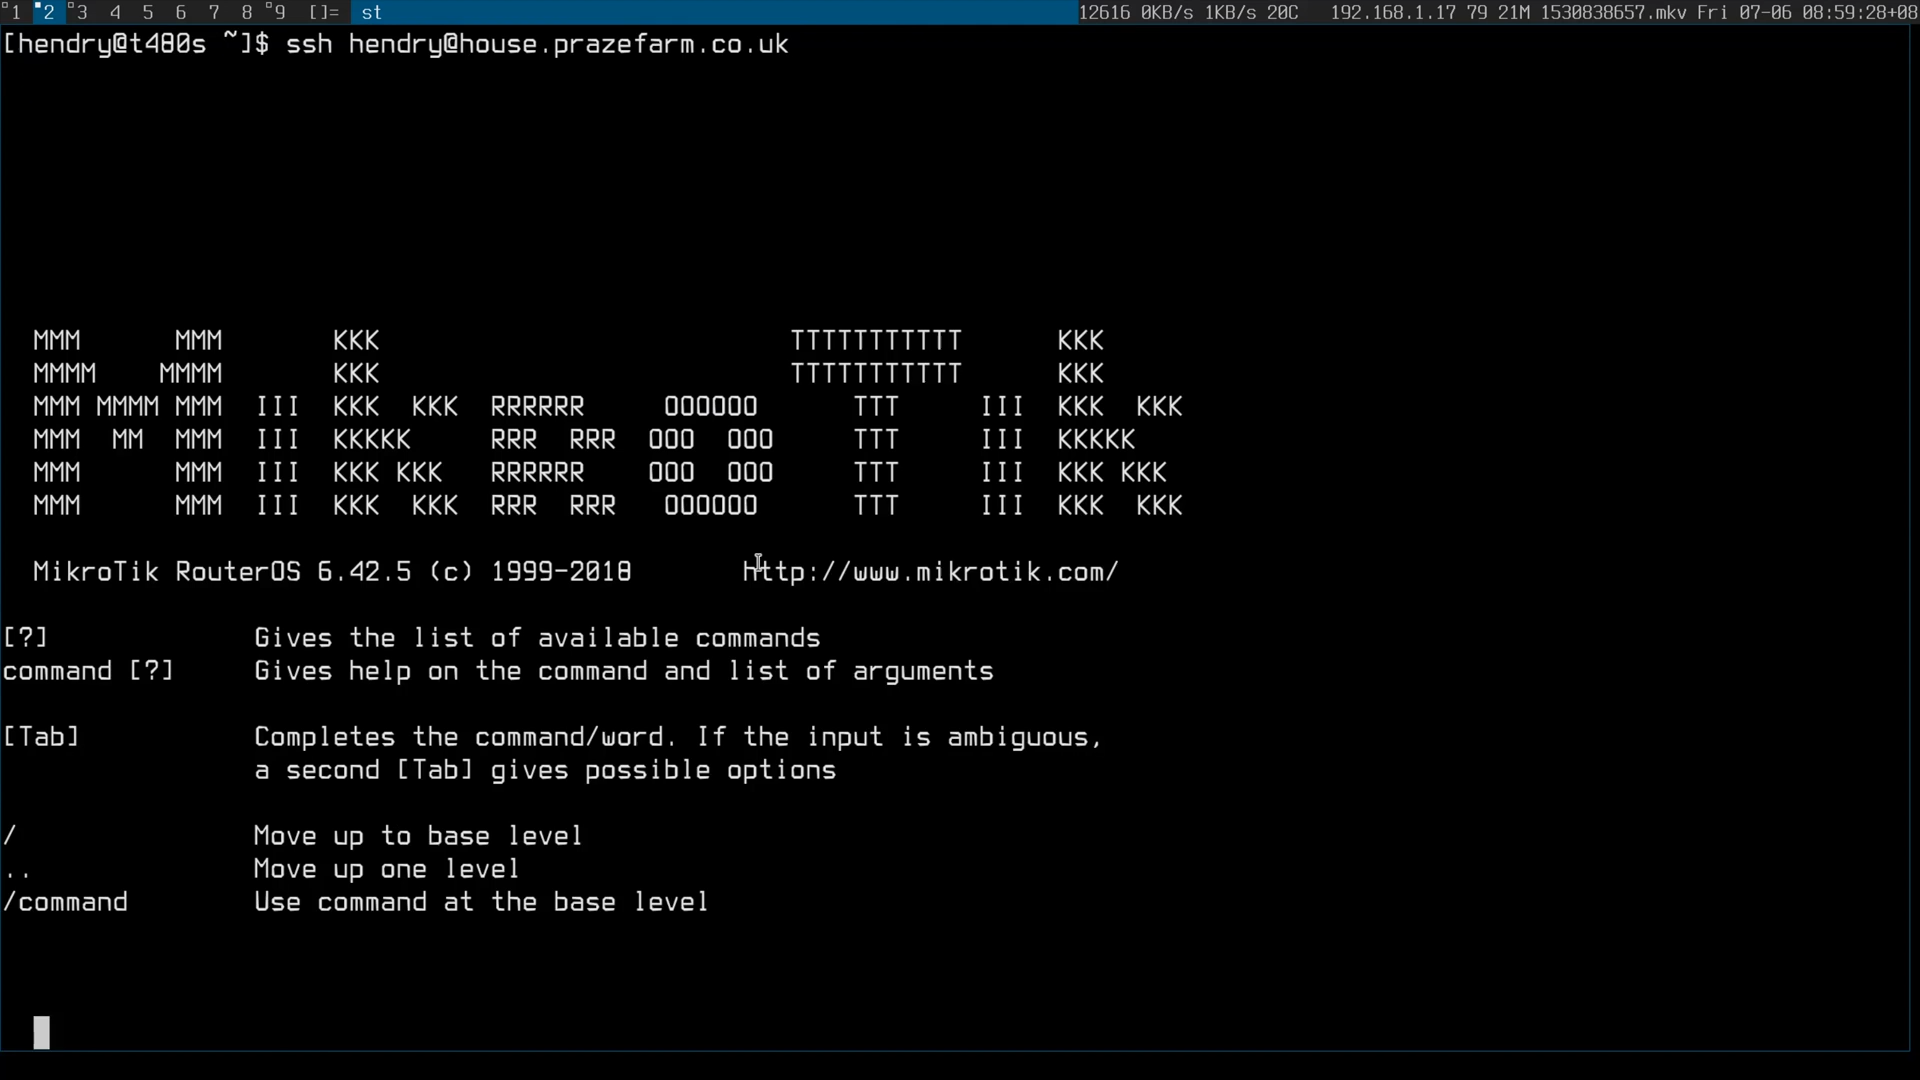 1 2 3 4 5 6 7 8 9 []= st 12616 0KB/s 1KB/s 20C 192.168.1.17 79 21M 1530838657.mkv Fri 07-06 08:59:28+08
[hendry@t480s ~]$ ssh hendry@house.prazefarm.co.uk
  MMM      MMM       KKK                          TTTTTTTTTTT      KKK
  MMMM    MMMM       KKK                          TTTTTTTTTTT      KKK
  MMM MMMM MMM  III  KKK  KKK  RRRRRR     OOOOOO      TTT     III  KKK  KKK
  MMM  MM  MMM  III  KKKKK     RRR  RRR  OOO  OOO     TTT     III  KKKKK
  MMM      MMM  III  KKK KKK   RRRRRR    OOO  OOO     TTT     III  KKK KKK
  MMM      MMM  III  KKK  KKK  RRR  RRR   OOOOOO      TTT     III  KKK  KKK
  MikroTik RouterOS 6.42.5 (c) 1999-2018       http://www.mikrotik.com/
[?]             Gives the list of available commands
command [?]     Gives help on the command and list of arguments
[Tab]           Completes the command/word. If the input is ambiguous,
                a second [Tab] gives possible options
/               Move up to base level
..              Move up one level
/command        Use command at the base level